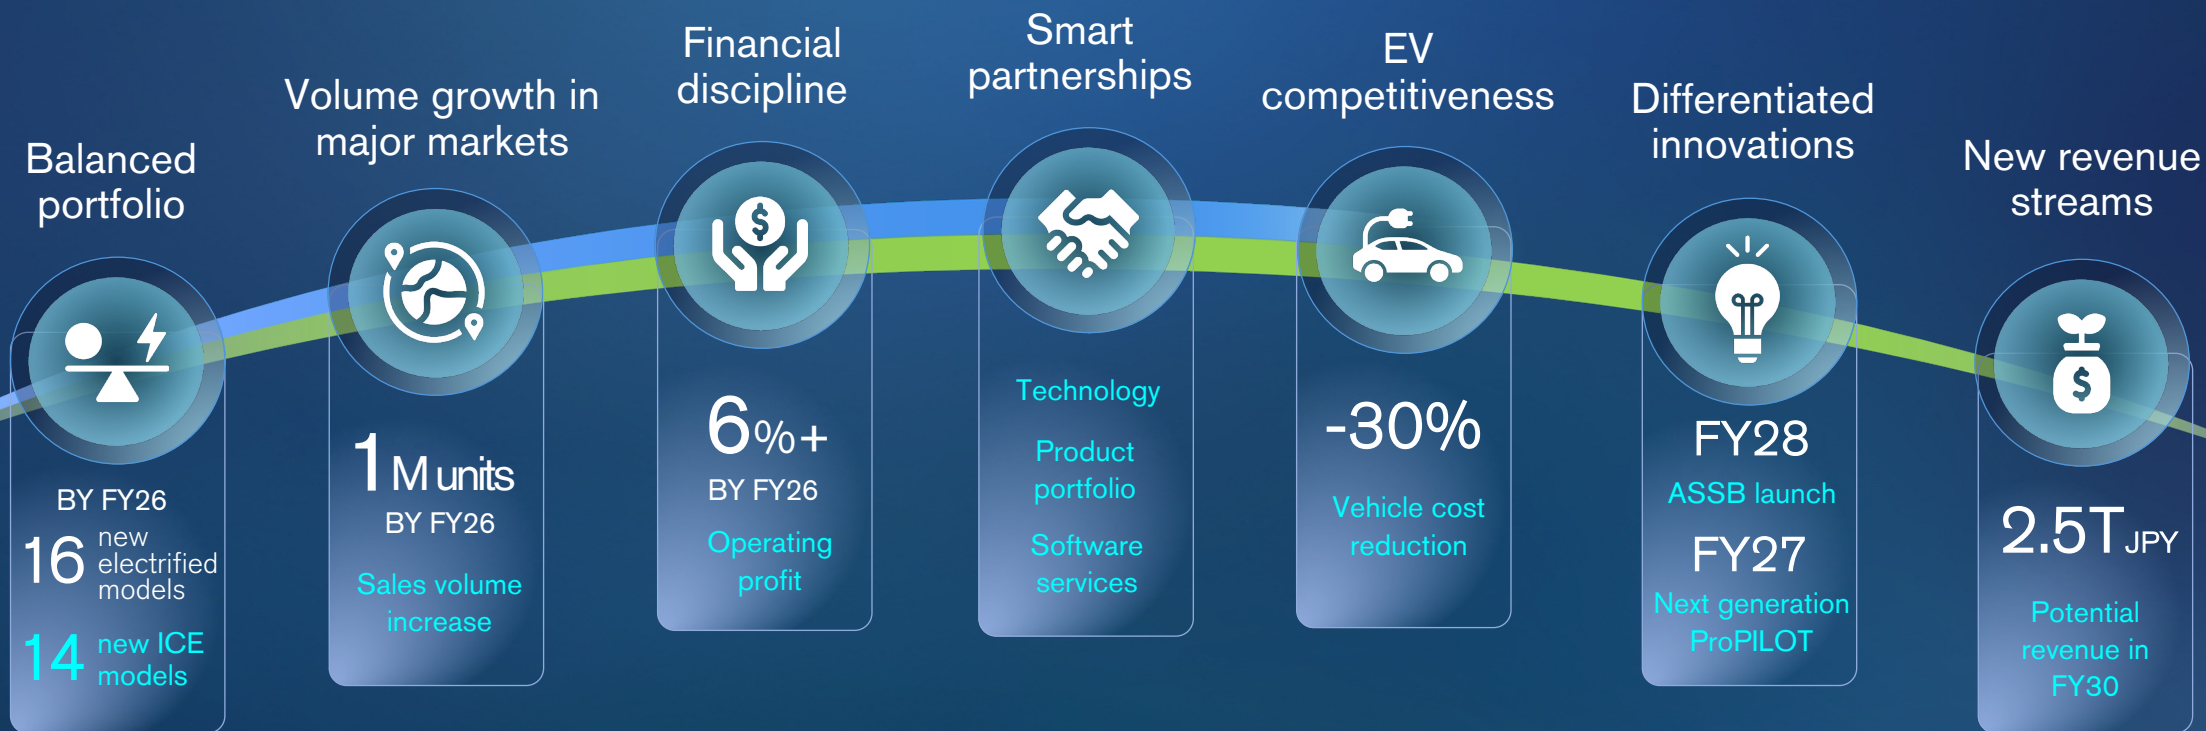 Balanced
portfolio
BY FY26
16 new
electrified
models
14 new ICE
models
Volume growth in
major markets
1 M units
BY FY26
Sales volume
increase
Financial
discipline
$
6%+
BY FY26
Operating
profit
Smart
partnerships
Technology
Product
portfolio
Software
services
EV
competitiveness
-30%
Vehicle cost
reduction
Differentiated
innovations
FY28
ASSB launch
FY27
Next generation
ProPILOT
New revenue
streams
$
2.5T JPY
Potential
revenue in
FY30